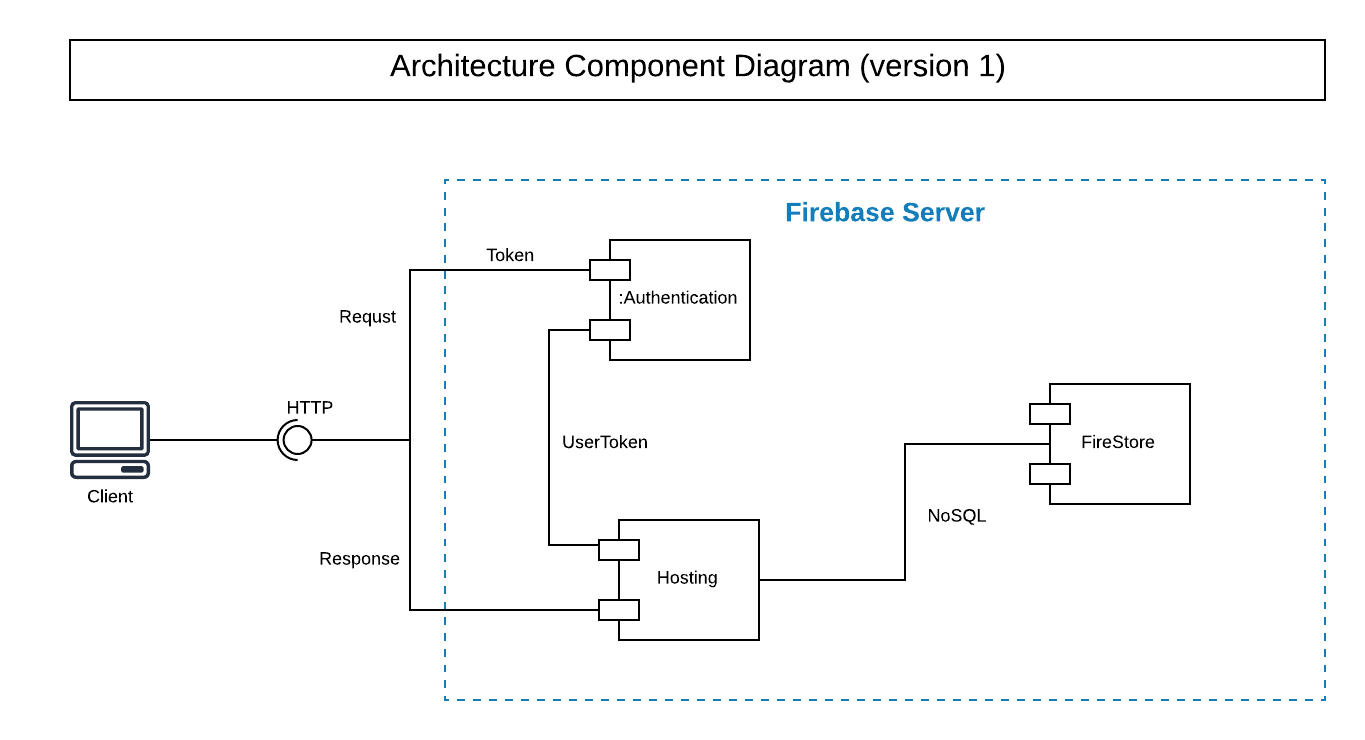 Architecture Component Diagram (version 1)
Firebase Server
Token
:Authentication
Requst
HTTP
Client
UserToken
FireStore
NoSQL
Response
Hosting